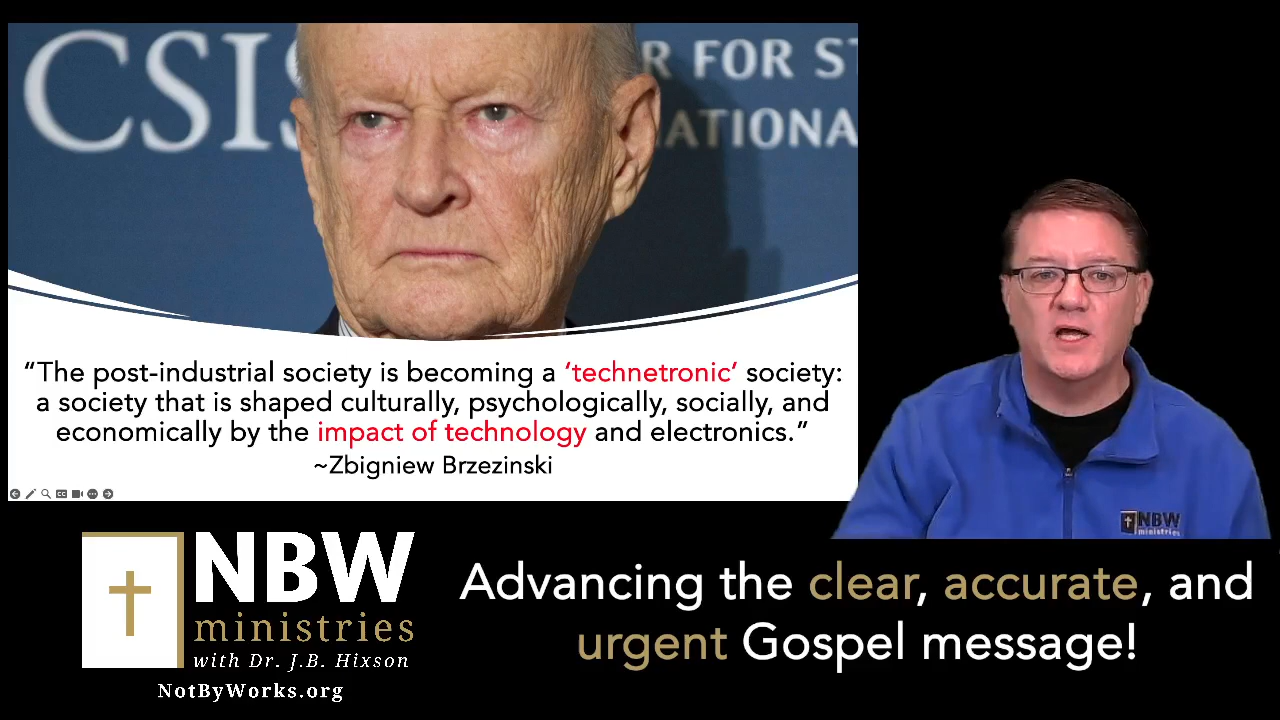 CSIS
R FOR ST
ATIONA
“The post-industrial society is becoming a ‘technetronic’ society:
a society that is shaped culturally, psychologically, socially, and
economically by the impact of technology and electronics.”
~Zbigniew Brzezinski
NBW
ministries
NBW
ministries
with Dr. J.B. Hixson
NotByWorks.org
Advancing the clear, accurate, and
urgent Gospel message!